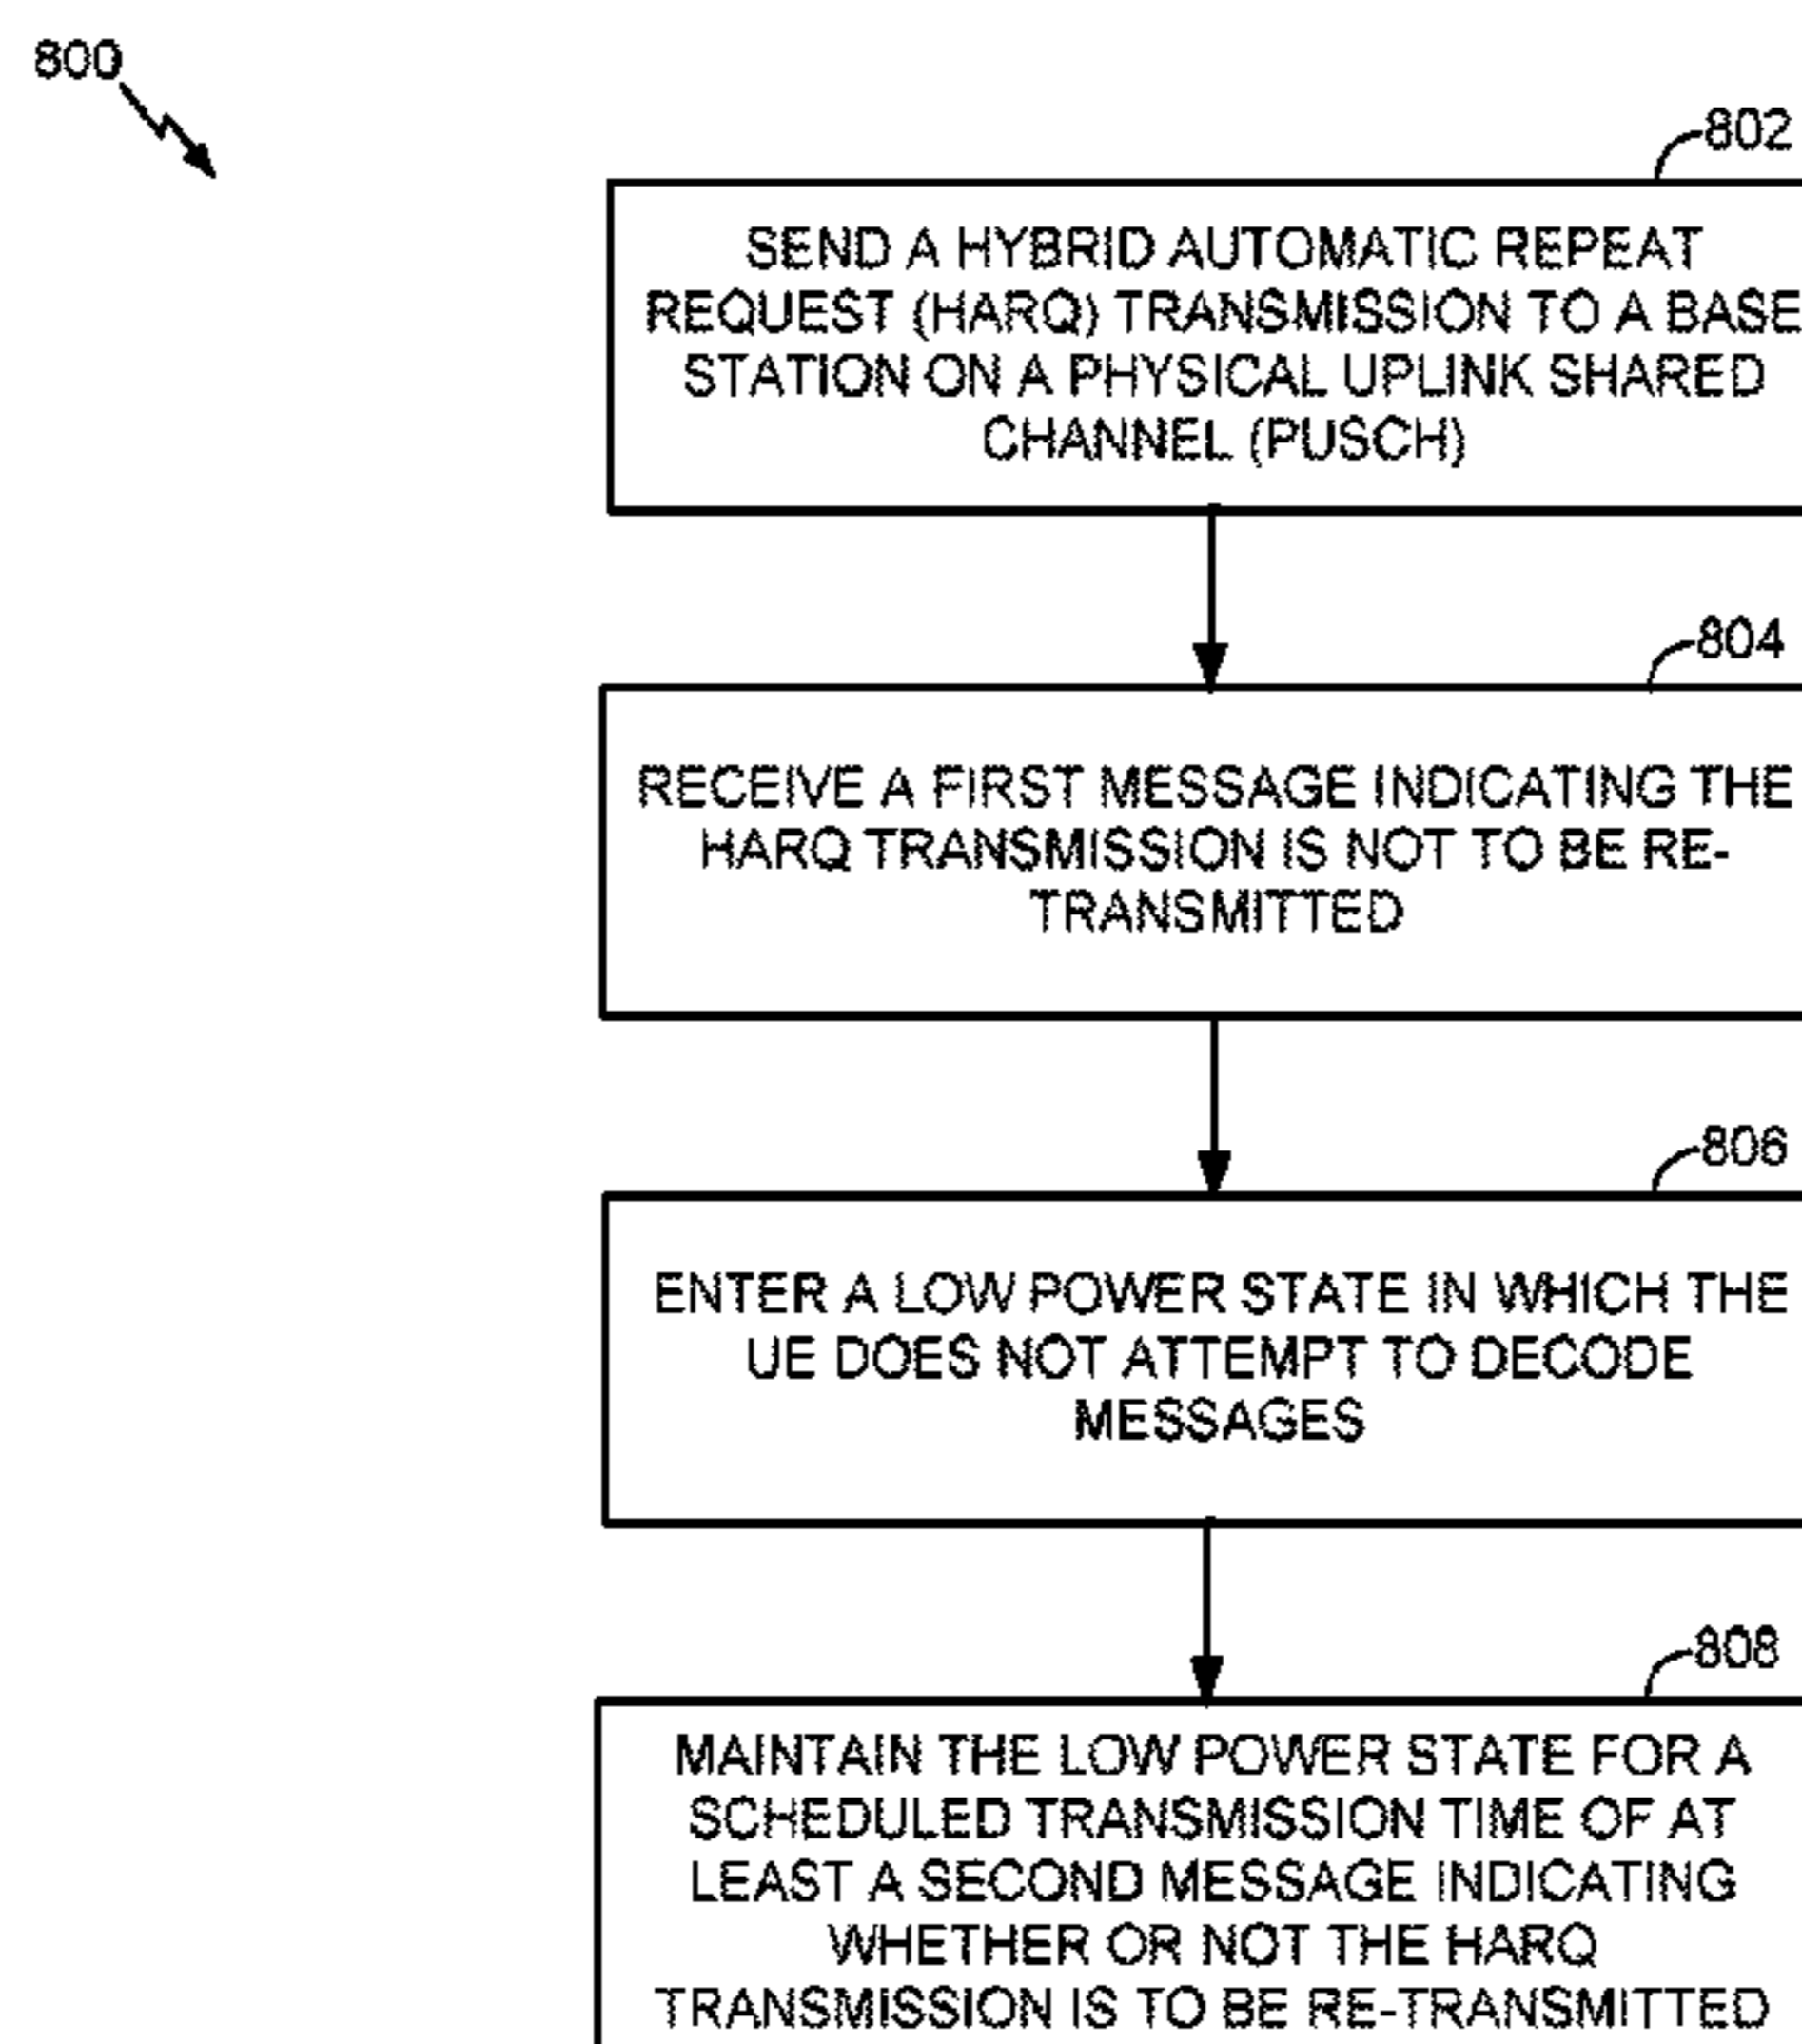 800
802
SEND A HYBRID AUTOMATIC REPEAT
REQUEST (HARQ) TRANSMISSION TO A BASE
STATION ON A PHYSICAL UPLINK SHARED
CHANNEL (PUSCH)
804
RECEIVE A FIRST MESSAGE INDICATING THE
HARQ TRANSMISSION IS NOT TO BE RE-
TRANSMITTED
806
ENTER A LOW POWER STATE IN WHICH THE
UE DOES NOT ATTEMPT TO DECODE
MESSAGES
808
MAINTAIN THE LOW POWER STATE FOR A
SCHEDULED TRANSMISSION TIME OF AT
LEAST A SECOND MESSAGE INDICATING
WHETHER OR NOT THE HARQ
TRANSMISSION IS TO BE RE-TRANSMITTED